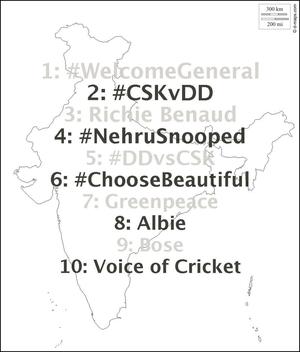 300 km
200 mi
© d-maps.com
1: #WelcomeGeneral
2: #CSKvDD
3: Richie Benaud
4: #NehruSnooped
5: #DDvsCSK
6: #ChooseBeautiful
7: Greenpeace
8: Albie
9: Bose
10: Voice of Cricket